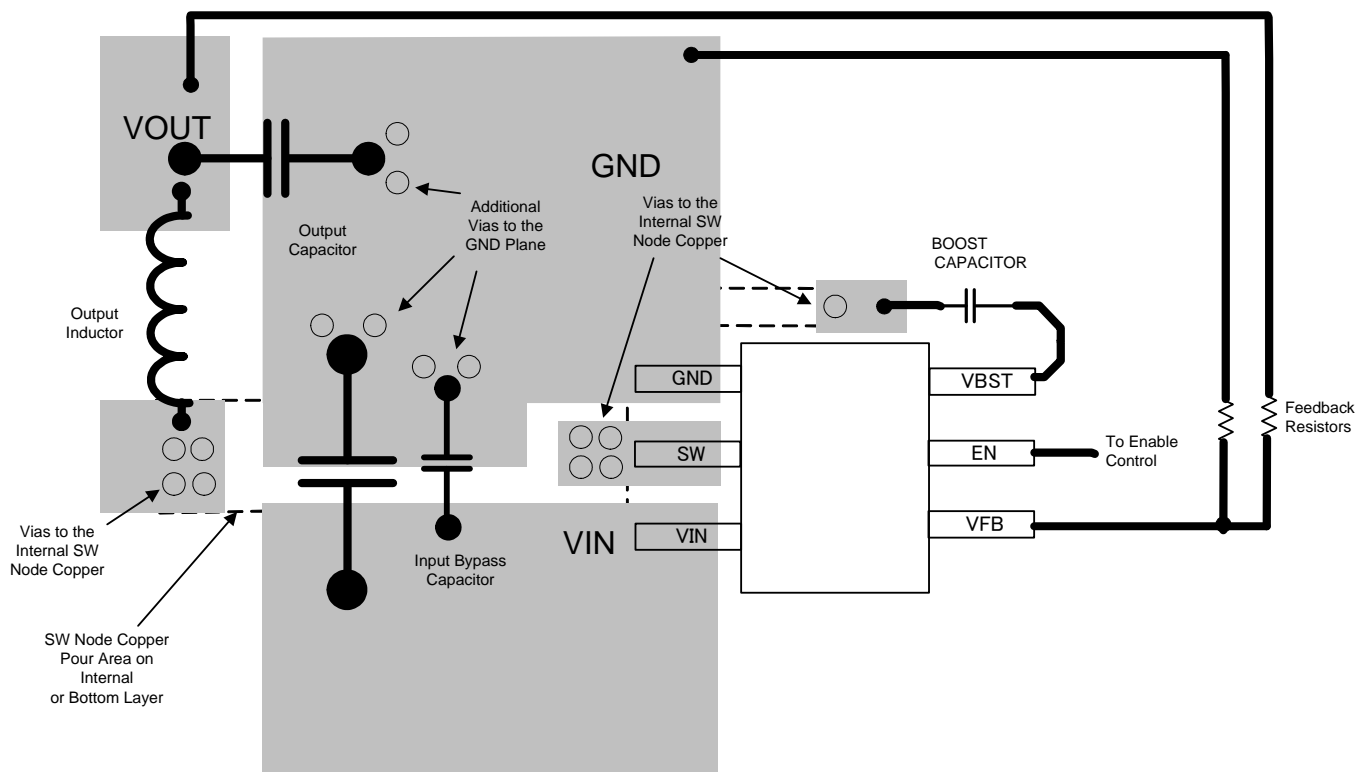 VOUT
GND
Output
Capacitor
Additional
Vias to the
GND Plane
Vias to the
Internal SW
Node Copper
BOOST
CAPACITOR
Output
Inductor
GND
VBST
SW
EN
To Enable
Control
Feedback
Resistors
VIN
VIN
VFB
Input Bypass
Capacitor
Vias to the
Internal SW
Node Copper
SW Node Copper
Pour Area on
Internal
or Bottom Layer